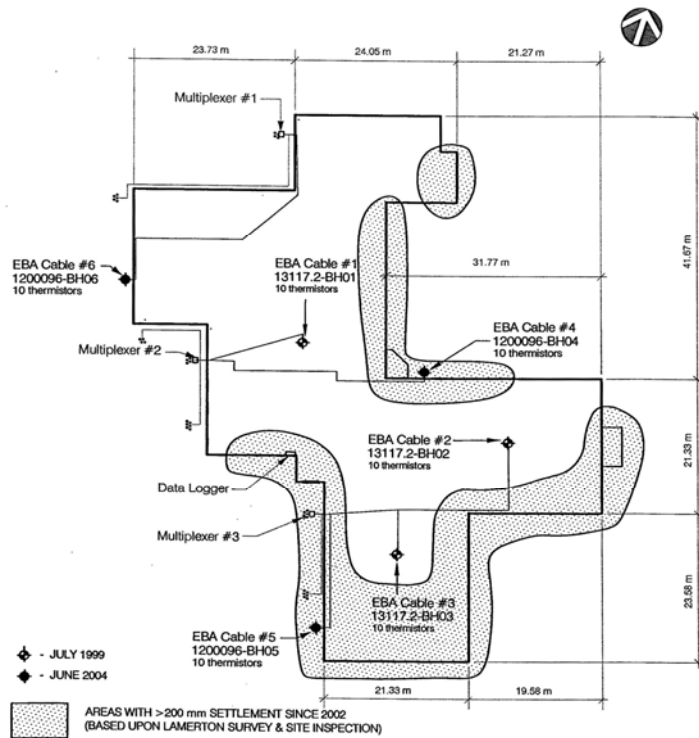 23.73 m
24.05 m
21.27 m
Multiplexer #1
41.67 m
EBA Cable #6
1200096-BH06
10 thermistors
EBA Cable #1
13117.2-BH01
10 thermistors
31.77 m
EBA Cable #4
1200096-BH04
10 thermistors
Multiplexer #2
EBA Cable #2
13117.2-BH02
10 thermistors
21.33 m
Data Logger
Multiplexer #3
23.58 m
EBA Cable #3
13117.2-BH03
10 thermistors
EBA Cable #5
1200096-BH05
10 thermistors
- JULY 1999
- JUNE 2004
21.33 m
19.58 m
AREAS WITH >200 mm SETTLEMENT SINCE 2002
(BASED UPON LAMERTON SURVEY & SITE INSPECTION)